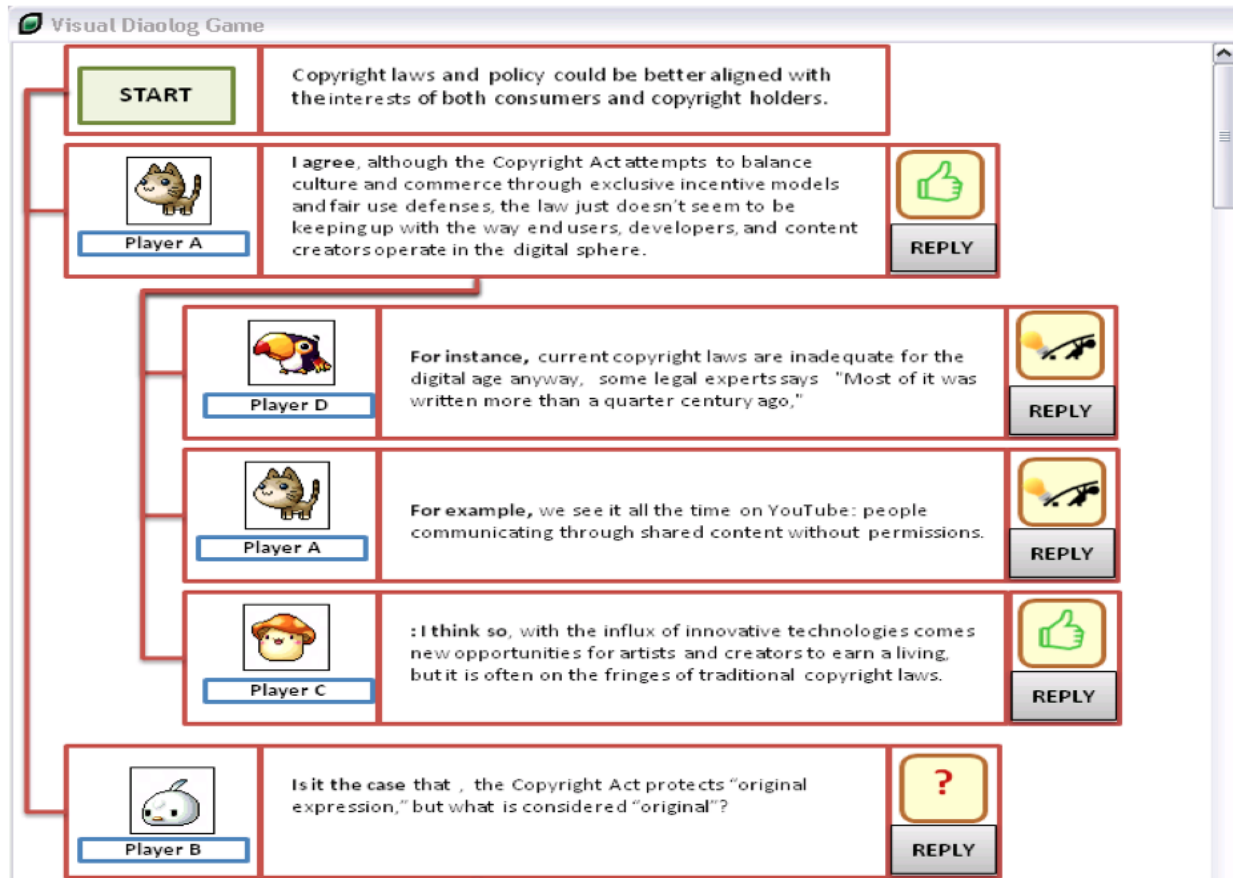 Visual Diaolog Game
START
Copyright laws and policy could be better aligned with
the interests of both consumers and copyright holders.
I agree, although the Copyright Act attempts to balance
culture and commerce through exclusive incentive models
and fair use defenses, the law just doesn't seem to be
keeping up with the way end users, developers, and content
creators operate in the digital sphere.
Player A
REPLY
For instance, current copyright laws are inadequate for the
digital age anyway, some legal experts says "Most of it was
written more than a quarter century ago,"
Player D
REPLY
For example, we see it all the time on YouTube: people
communicating through shared content without permissions.
Player A
REPLY
: I think so, with the influx of innovative technologies comes
new opportunities for artists and creators to earn a living,
but it is often on the fringes of traditional copyright laws.
Player C
REPLY
Is it the case that , the Copyright Act protects “original
expression,” but what is considered “original”?
?
Player B
REPLY